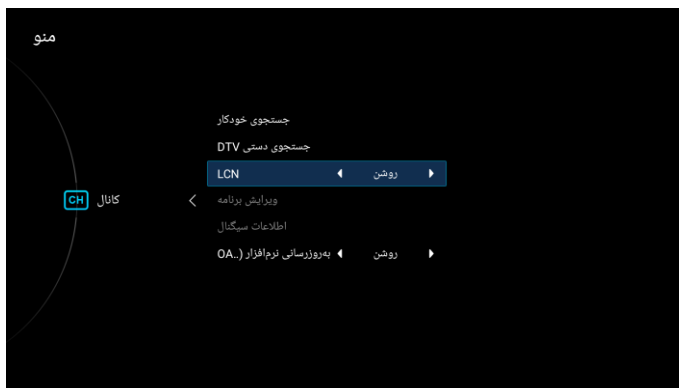 منو
جستجوی خودکار
جستجوی دستی DTV
LCN روشن
CH کانال
ویرایش برنامه
اطلاعات سیگنال
به‌روزرسانی نرم‌افزار (..OA روشن